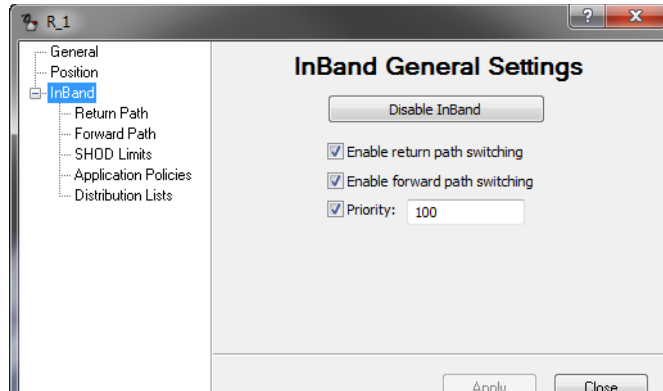 R_1
General
Position
InBand
Return Path
Forward Path
SHOD Limits
Application Policies
Distribution Lists
InBand General Settings
Disable InBand
Enable return path switching
Enable forward path switching
Priority: 100
Apply Close